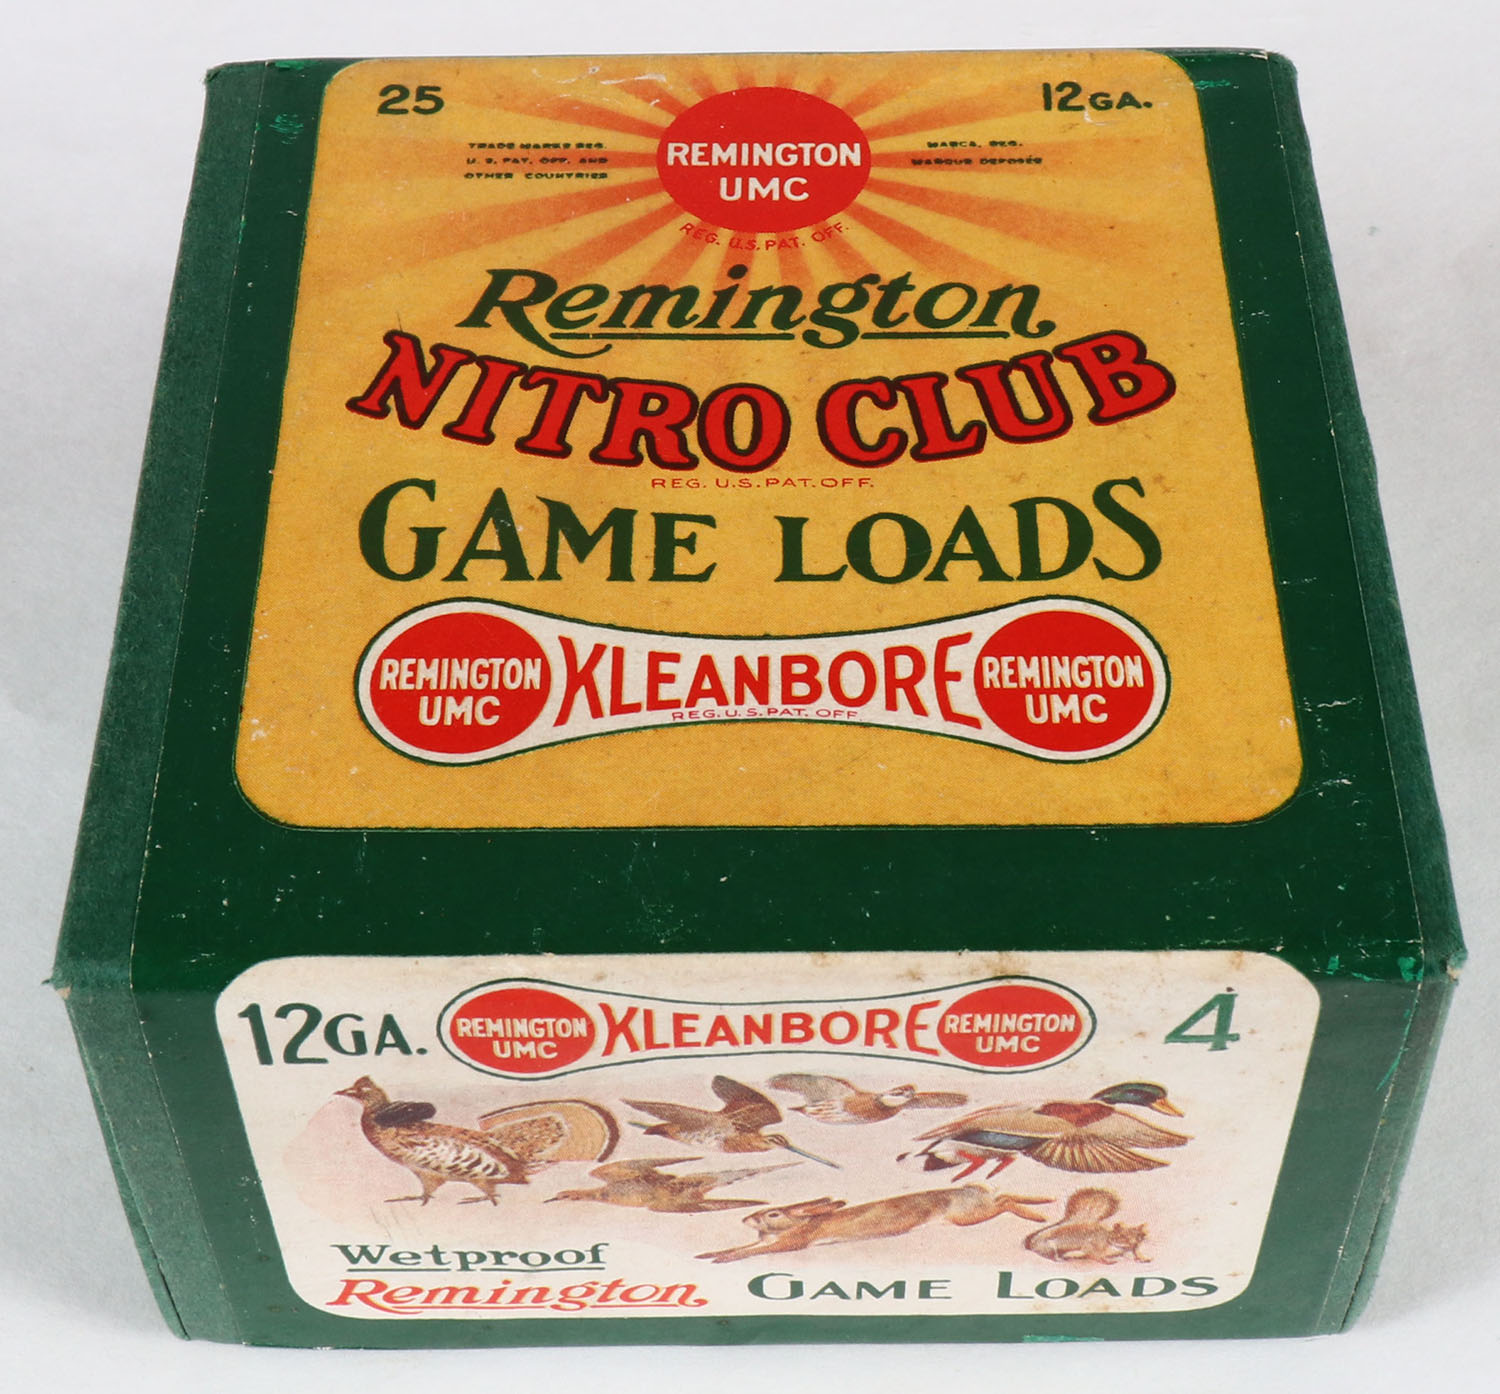 25
12GA.
TRADE MARKS REG.
U.S. PAT. OFF. AND
OTHER COUNTRIES
REMINGTON
UMC
MARCA. REG.
MARQUE DEPOSÉE
REG. U.S. PAT. OFF.
Remington
NITRO CLUB
REG. U.S. PAT. OFF.
GAME LOADS
REMINGTON
UMC
KLEANBORE
REG. U.S. PAT. OFF.
REMINGTON
UMC
12GA.
REMINGTON
UMC
KLEANBORE
REMINGTON
UMC
4
Wetproof
Remington
GAME LOADS